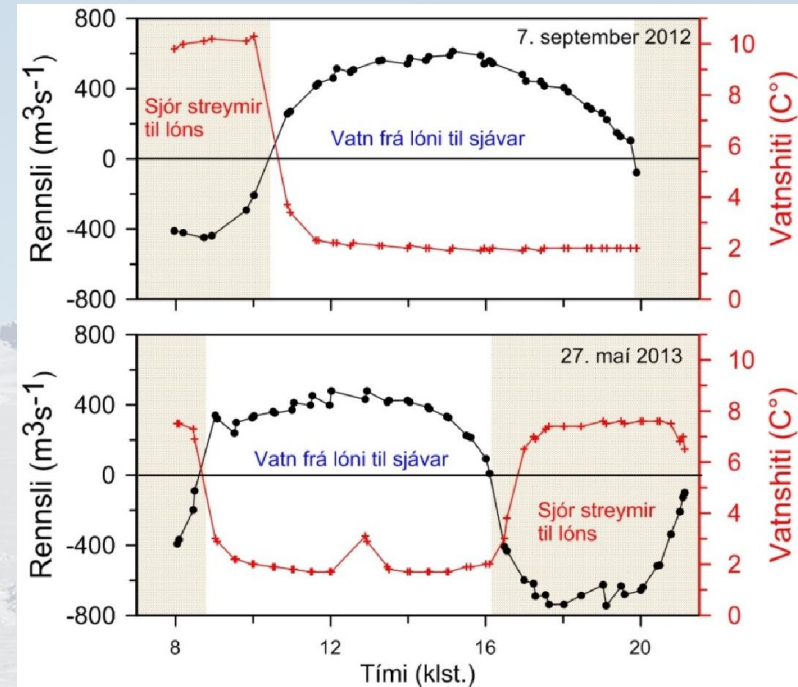 7. september 2012
Rennsli (m³s⁻¹)
800
400
0
-400
-800
Sjór streymir
til lóns
Vatn frá lóni til sjávar
10
8
6
4
2
0
Vatnshiti (C°)
27. maí 2013
Rennsli (m³s⁻¹)
800
400
0
-400
-800
Vatn frá lóni til sjávar
Sjór streymir
til lóns
10
8
6
4
2
0
Vatnshiti (C°)
8 12 16 20
Tími (klst.)